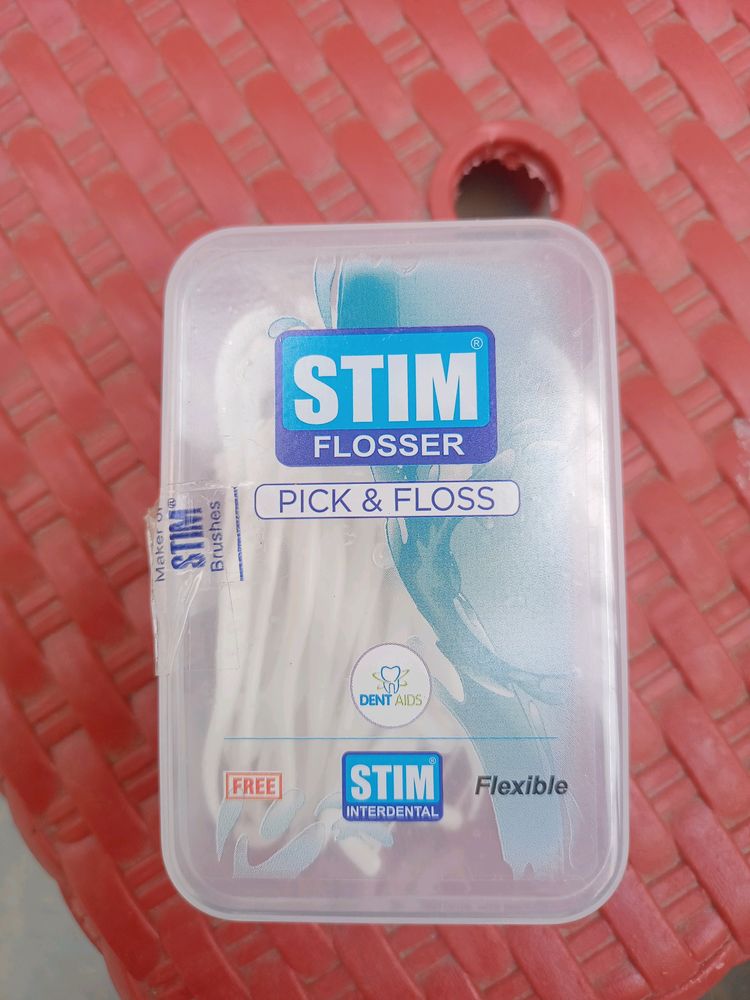 STIM®
FLOSSER
PICK & FLOSS
Maker of
STIM®
Brushes
DENT AIDS
FREE
STIM®
INTERDENTAL
Flexible